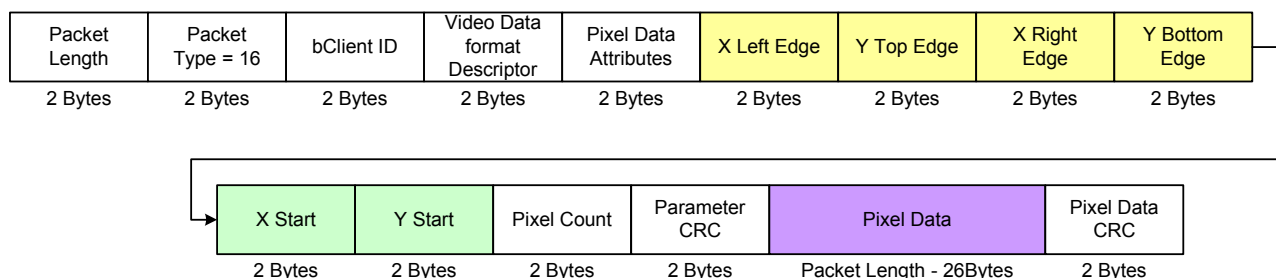 Packet
Length
Packet
Type = 16
bClient ID
Video Data
format
Descriptor
Pixel Data
Attributes
X Left Edge
Y Top Edge
X Right
Edge
Y Bottom
Edge
2 Bytes
2 Bytes
2 Bytes
2 Bytes
2 Bytes
2 Bytes
2 Bytes
2 Bytes
2 Bytes
X Start
Y Start
Pixel Count
Parameter
CRC
Pixel Data
Pixel Data
CRC
2 Bytes
2 Bytes
2 Bytes
2 Bytes
Packet Length - 26Bytes
2 Bytes